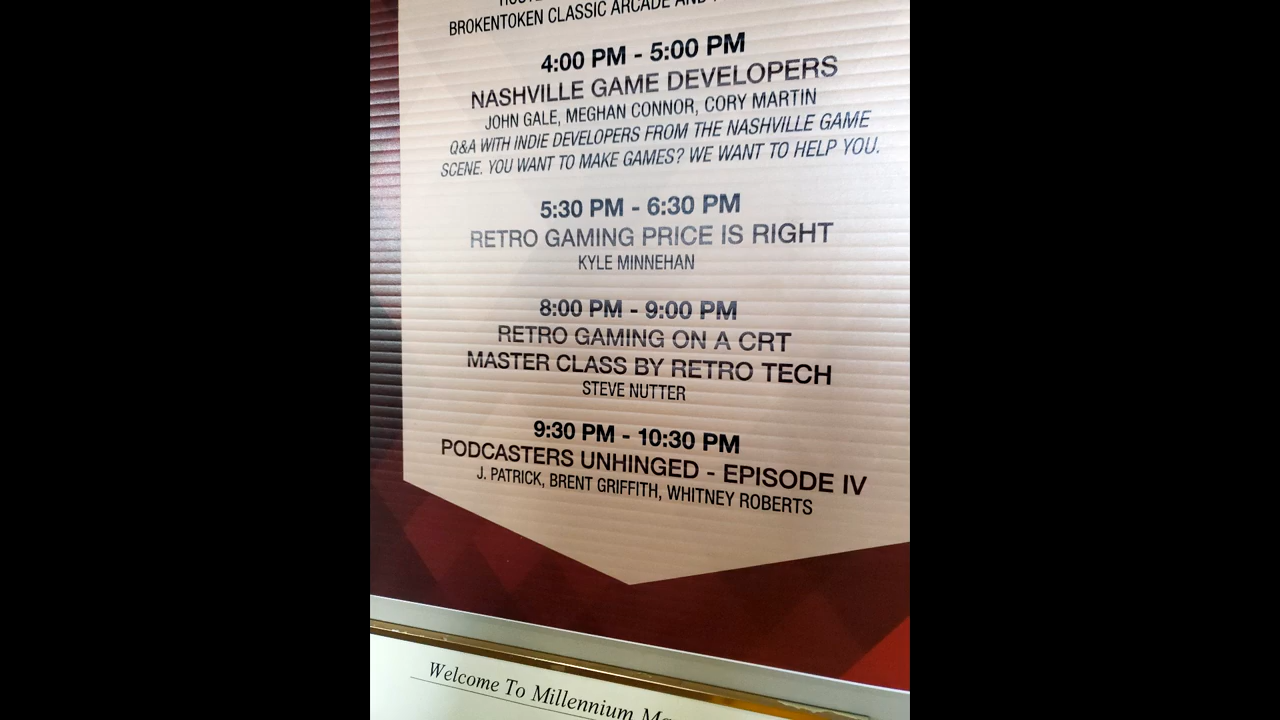 BROKENTOKEN CLASSIC ARCADE AND
4:00 PM - 5:00 PM
NASHVILLE GAME DEVELOPERS
JOHN GALE, MEGHAN CONNOR, CORY MARTIN
Q&A WITH INDIE DEVELOPERS FROM THE NASHVILLE GAME
SCENE. YOU WANT TO MAKE GAMES? WE WANT TO HELP YOU.
5:30 PM - 6:30 PM
RETRO GAMING PRICE IS RIGHT
KYLE MINNEHAN
8:00 PM - 9:00 PM
RETRO GAMING ON A CRT
MASTER CLASS BY RETRO TECH
STEVE NUTTER
9:30 PM - 10:30 PM
PODCASTERS UNHINGED - EPISODE IV
J. PATRICK, BRENT GRIFFITH, WHITNEY ROBERTS
Welcome To Millennium